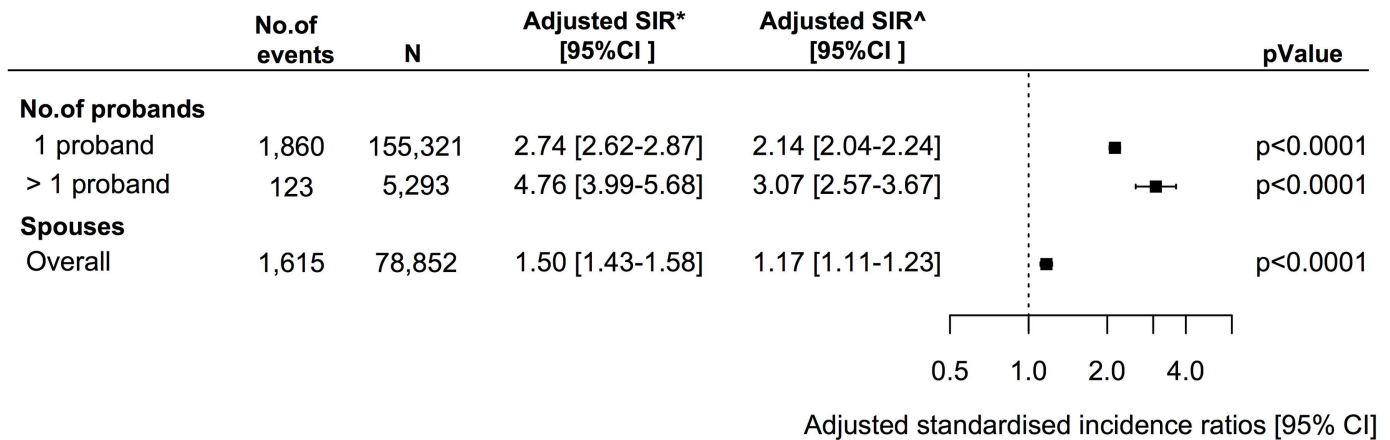 No.of events N Adjusted SIR* [95%CI ] Adjusted SIR^ [95%CI ] pValue
No.of probands
1 proband 1,860 155,321 2.74 [2.62-2.87] 2.14 [2.04-2.24] p<0.0001
> 1 proband 123 5,293 4.76 [3.99-5.68] 3.07 [2.57-3.67] p<0.0001
Spouses
Overall 1,615 78,852 1.50 [1.43-1.58] 1.17 [1.11-1.23] p<0.0001
0.5 1.0 2.0 4.0
Adjusted standardised incidence ratios [95% CI]